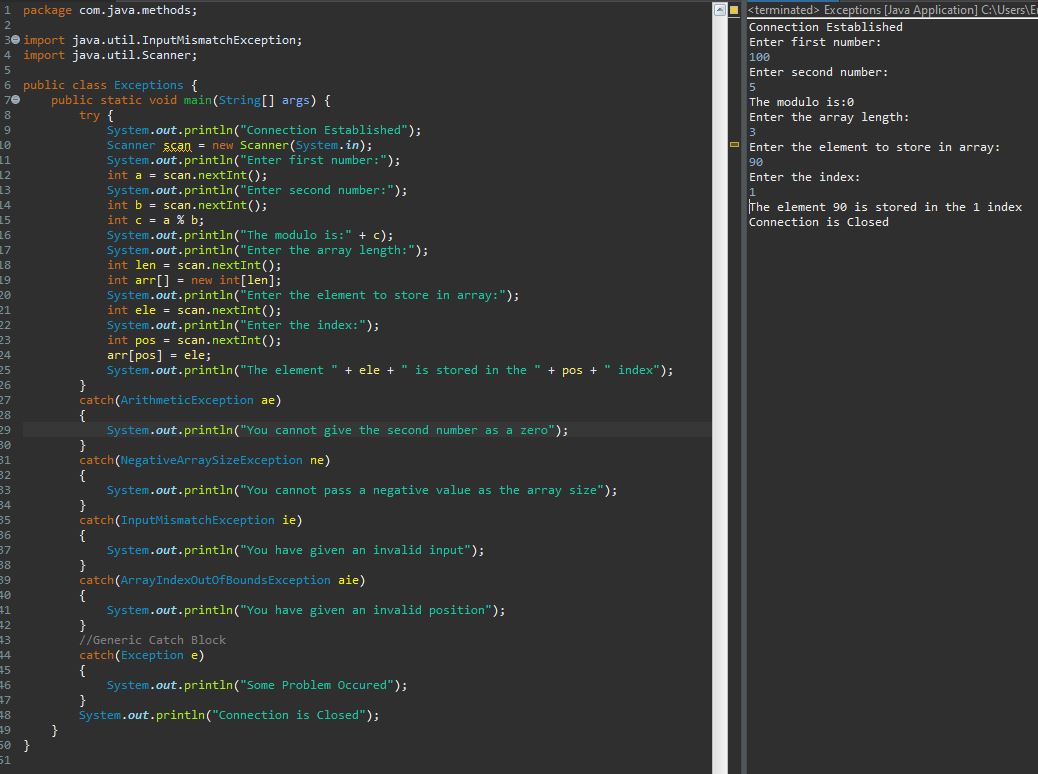 1 package com.java.methods;
2
3 import java.util.InputMismatchException;
4 import java.util.Scanner;
5
6 public class Exceptions {
7 public static void main(String[] args) {
8 try {
9 System.out.println("Connection Established");
10 Scanner scan = new Scanner(System.in);
11 System.out.println("Enter first number:");
12 int a = scan.nextInt();
13 System.out.println("Enter second number:");
14 int b = scan.nextInt();
15 int c = a % b;
16 System.out.println("The modulo is:" + c);
17 System.out.println("Enter the array length:");
18 int len = scan.nextInt();
19 int arr[] = new int[len];
20 System.out.println("Enter the element to store in array:");
21 int ele = scan.nextInt();
22 System.out.println("Enter the index:");
23 int pos = scan.nextInt();
24 arr[pos] = ele;
25 System.out.println("The element " + ele + " is stored in the " + pos + " index");
26 }
27 catch(ArithmeticException ae)
28 {
29 System.out.println("You cannot give the second number as a zero");
30 }
31 catch(NegativeArraySizeException ne)
32 {
33 System.out.println("You cannot pass a negative value as the array size");
34 }
35 catch(InputMismatchException ie)
36 {
37 System.out.println("You have given an invalid input");
38 }
39 catch(ArrayIndexOutOfBoundsException aie)
40 {
41 System.out.println("You have given an invalid position");
42 }
43 //Generic Catch Block
44 catch(Exception e)
45 {
46 System.out.println("Some Problem Occured");
47 }
48 System.out.println("Connection is Closed");
49 }
50 }
51
<terminated> Exceptions [Java Application] C:\Users\E
Connection Established
Enter first number:
100
Enter second number:
5
The modulo is:0
Enter the array length:
3
Enter the element to store in array:
90
Enter the index:
1
The element 90 is stored in the 1 index
Connection is Closed